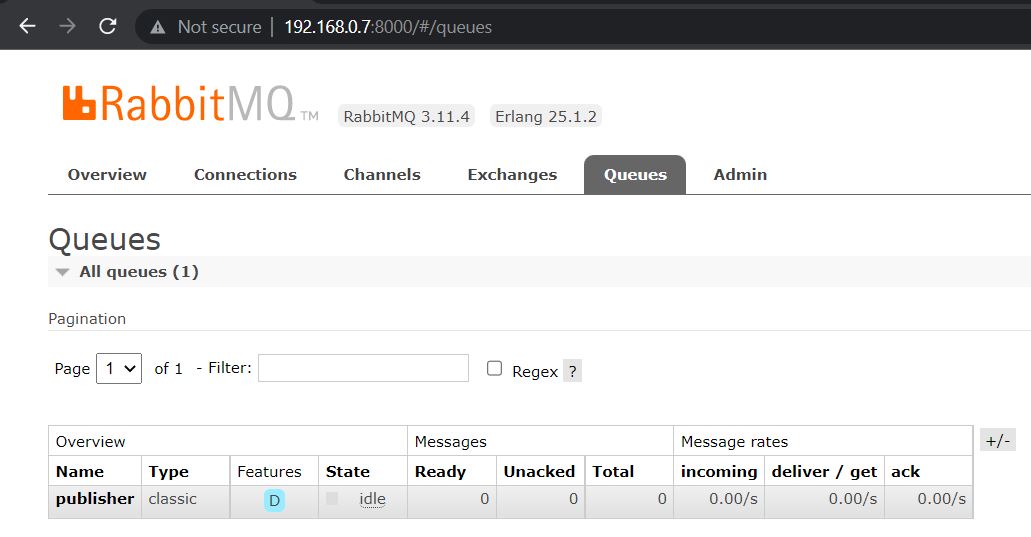 Not secure | 192.168.0.7:8000/#/queues
RabbitMQ TM RabbitMQ 3.11.4 Erlang 25.1.2
Overview Connections Channels Exchanges Queues Admin
Queues
All queues (1)
Pagination
Page 1 of 1 - Filter: Regex ?
Overview Messages Message rates +/-
Name Type Features State Ready Unacked Total incoming deliver / get ack
publisher classic D idle 0 0 0 0.00/s 0.00/s 0.00/s